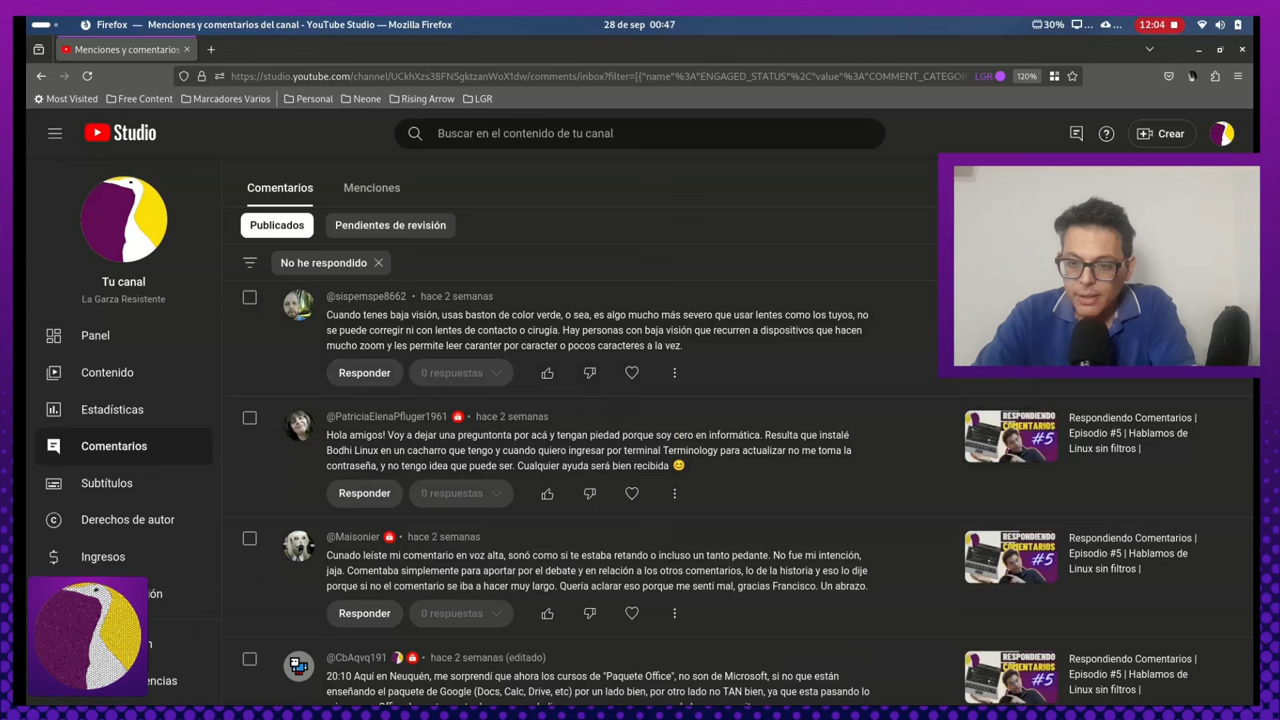 Firefox — Menciones y comentarios del canal - YouTube Studio — Mozilla Firefox
28 de sep 00:47
30%
12:04
Menciones y comentarios
https://studio.youtube.com/channel/UCkhXzs38FN5gktzanWoX1dw/comments/inbox?filter=[{"name"%3A"ENGAGED_STATUS"%2C"value"%3A"COMMENT_CATEGOR
LGR
120%
Most Visited
Free Content
Marcadores Varios
Personal
Neone
Rising Arrow
LGR
Studio
Buscar en el contenido de tu canal
Crear
Tu canal
La Garza Resistente
Panel
Contenido
Estadísticas
Comentarios
Subtítulos
Derechos de autor
Ingresos
Comentarios
Menciones
Publicados
Pendientes de revisión
No he respondido
@sispemspe8662 • hace 2 semanas
Cuando tenes baja visión, usas baston de color verde, o sea, es algo mucho más severo que usar lentes como los tuyos, no
se puede corregir ni con lentes de contacto o cirugía. Hay personas con baja visión que recurren a dispositivos que hacen
mucho zoom y les permite leer caranter por caracter o pocos caracteres a la vez.
Responder
0 respuestas
@PatriciaElenaPfluger1961 • hace 2 semanas
Hola amigos! Voy a dejar una preguntonta por acá y tengan piedad porque soy cero en informática. Resulta que instalé
Bodhi Linux en un cacharro que tengo y cuando quiero ingresar por terminal Terminology para actualizar no me toma la
contraseña, y no tengo idea que puede ser. Cualquier ayuda será bien recibida 😊
Responder
0 respuestas
RESPONDIENDO
COMENTARIOS
#5
Respondiendo Comentarios |
Episodio #5 | Hablamos de
Linux sin filtros |
@Maisonier • hace 2 semanas
Cunado leíste mi comentario en voz alta, sonó como si te estaba retando o incluso un tanto pedante. No fue mi intención,
jaja. Comentaba simplemente para aportar por el debate y en relación a los otros comentarios, lo de la historia y eso lo dije
porque si no el comentario se iba a hacer muy largo. Quería aclarar eso porque me sentí mal, gracias Francisco. Un abrazo.
Responder
0 respuestas
RESPONDIENDO
COMENTARIOS
#5
Respondiendo Comentarios |
Episodio #5 | Hablamos de
Linux sin filtros |
@CbAqvq191 • hace 2 semanas (editado)
20:10 Aquí en Neuquén, me sorprendí que ahora los cursos de "Paquete Office", no son de Microsoft, si no que están
enseñando el paquete de Google (Docs, Calc, Drive, etc) por un lado bien, por otro lado no TAN bien, ya que esta pasando lo
RESPONDIENDO
COMENTARIOS
#5
Respondiendo Comentarios |
Episodio #5 | Hablamos de
Linux sin filtros |